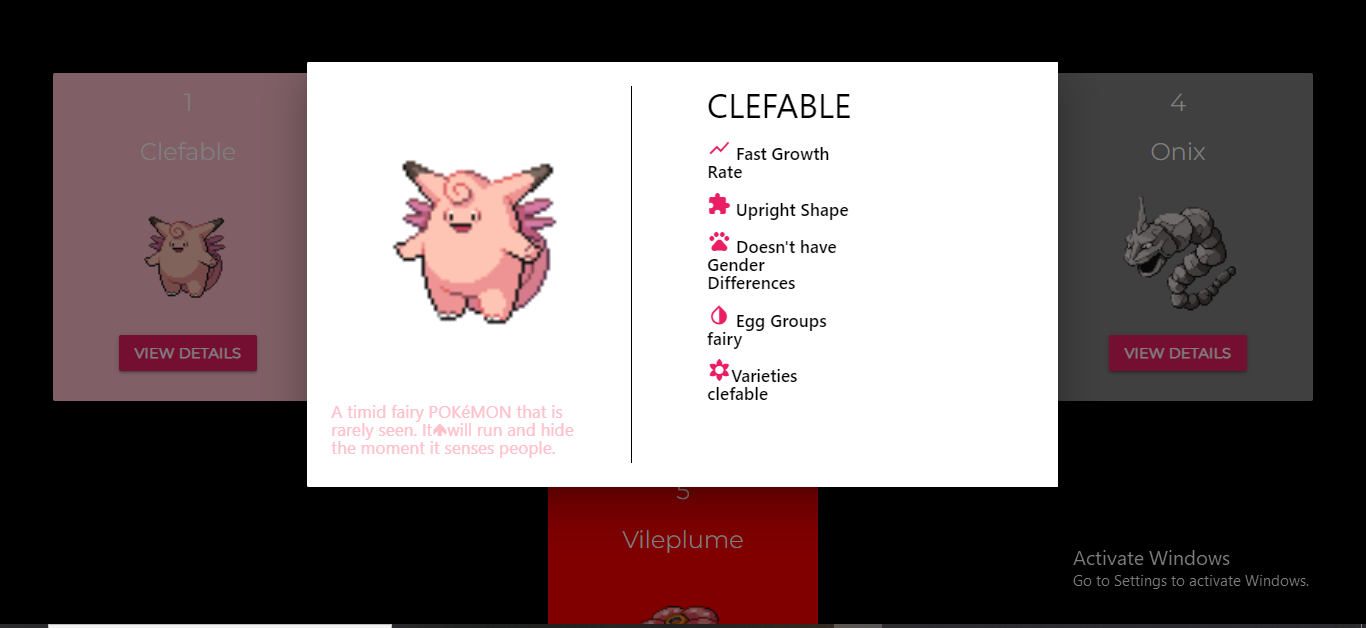 1
Clefable
VIEW DETAILS
A timid fairy POKéMON that is
rarely seen. It will run and hide
the moment it senses people.
CLEFABLE
Fast Growth
Rate
Upright Shape
Doesn't have
Gender
Differences
Egg Groups
fairy
Varieties
clefable
4
Onix
VIEW DETAILS
5
Vileplume
Activate Windows
Go to Settings to activate Windows.